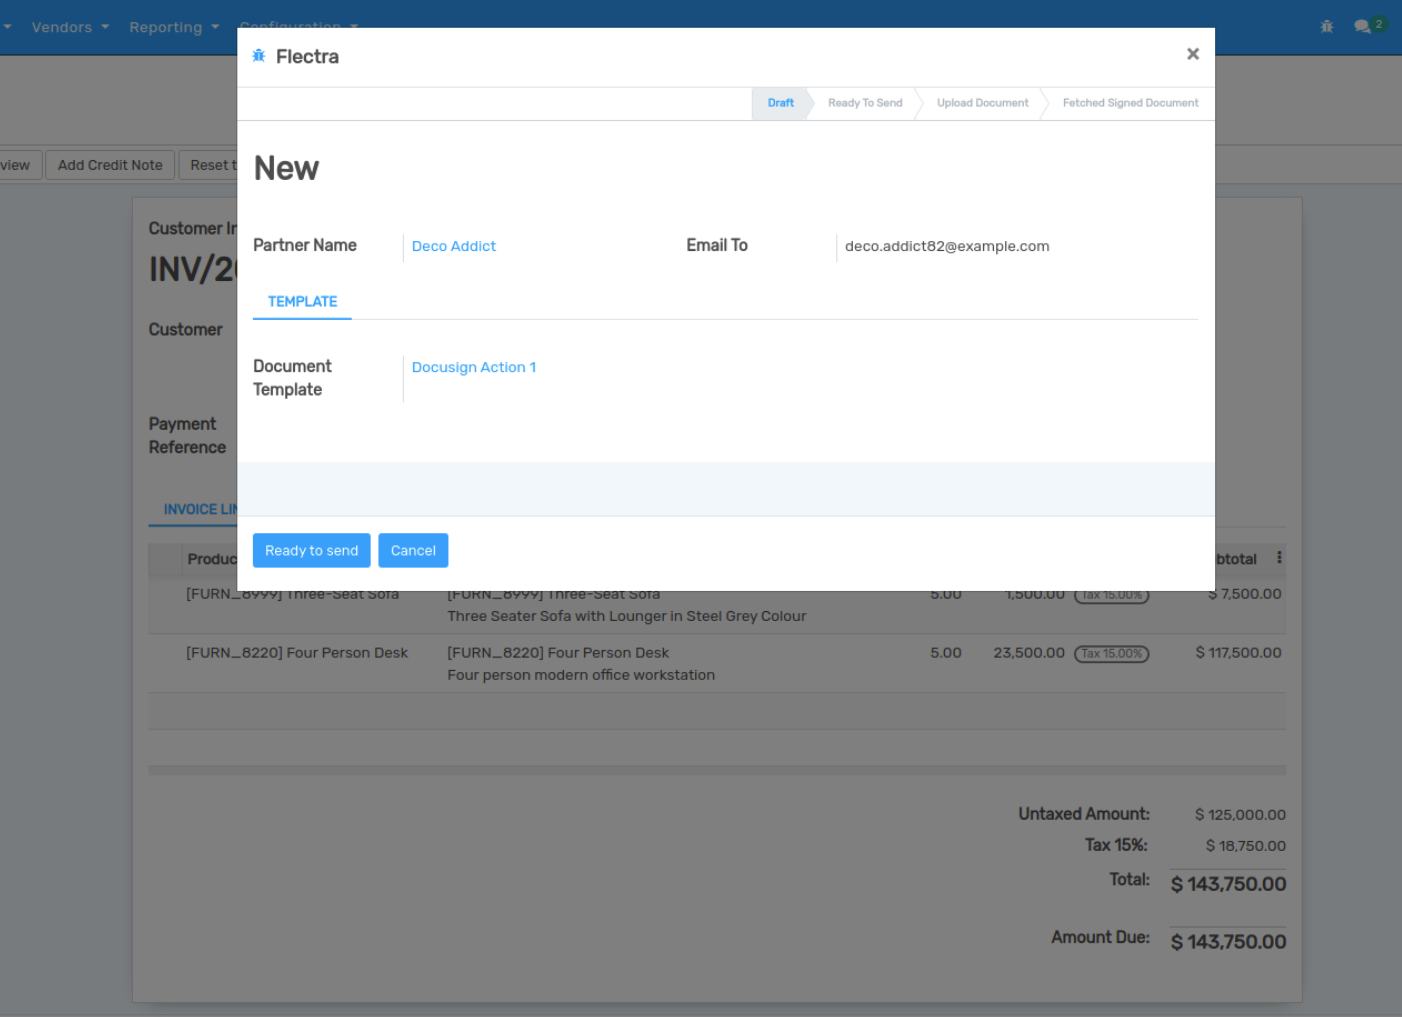 Vendors
Reporting
Configuration
2
Flectra
×
Draft
Ready To Send
Upload Document
Fetched Signed Document
view
Add Credit Note
Reset t
New
Customer In
INV/20
Partner Name
Deco Addict
Email To
deco.addict82@example.com
TEMPLATE
Customer
Document
Template
Docusign Action 1
Payment
Reference
INVOICE LIN
Ready to send
Cancel
Produc
btotal
[FURN_8999] Three-Seat Sofa
[FURN_8999] Three-Seat Sofa
Three Seater Sofa with Lounger in Steel Grey Colour
5.00
1,500.00
Tax 15.00%
$ 7,500.00
[FURN_8220] Four Person Desk
[FURN_8220] Four Person Desk
Four person modern office workstation
5.00
23,500.00
Tax 15.00%
$ 117,500.00
Untaxed Amount:
$ 125,000.00
Tax 15%:
$ 18,750.00
Total:
$ 143,750.00
Amount Due:
$ 143,750.00